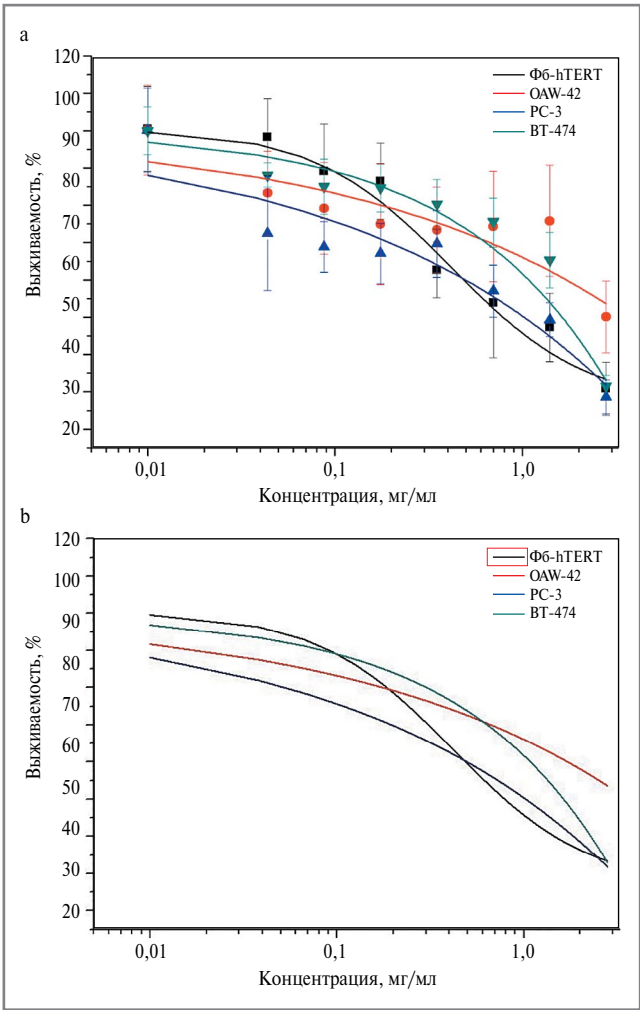 a
120
100
90
80
70
60
50
40
30
20
Выживаемость, %
Фб-hTERT
OAW-42
PC-3
BT-474
0,01
0,1
1,0
Концентрация, мг/мл
b
120
100
90
80
70
60
50
40
30
20
Выживаемость, %
Фб-hTERT
OAW-42
PC-3
BT-474
0,01
0,1
1,0
Концентрация, мг/мл